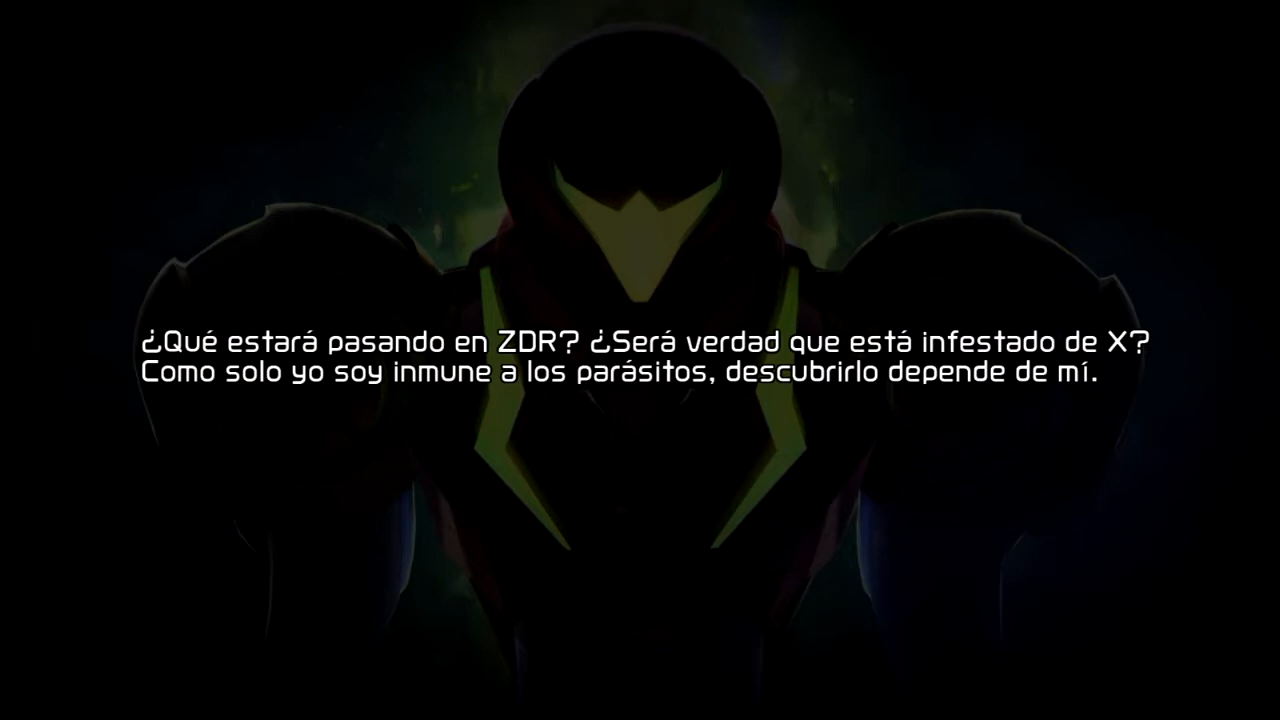 ¿Qué estará pasando en ZDR? ¿Será verdad que está infestado de X?
Como solo yo soy inmune a los parásitos, descubrirlo depende de mí.